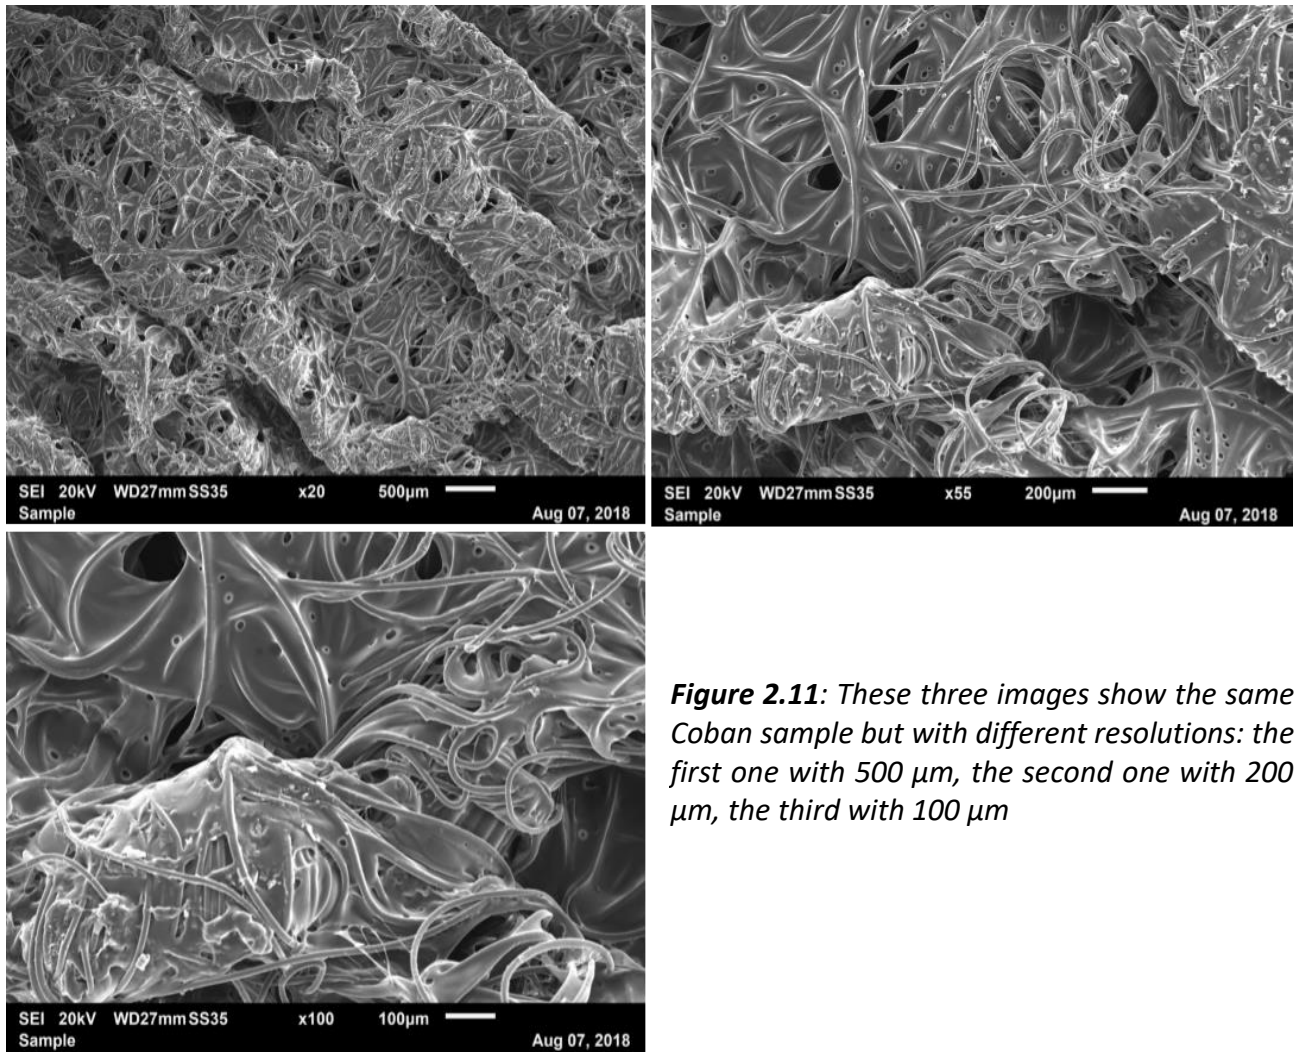 SEI 20kV WD27mm SS35 x20 500µm
Sample Aug 07, 2018
SEI 20kV WD27mm SS35 x55 200µm
Sample Aug 07, 2018
SEI 20kV WD27mm SS35 x100 100µm
Sample Aug 07, 2018
Figure 2.11: These three images show the same
Coban sample but with different resolutions: the
first one with 500 µm, the second one with 200
µm, the third with 100 µm